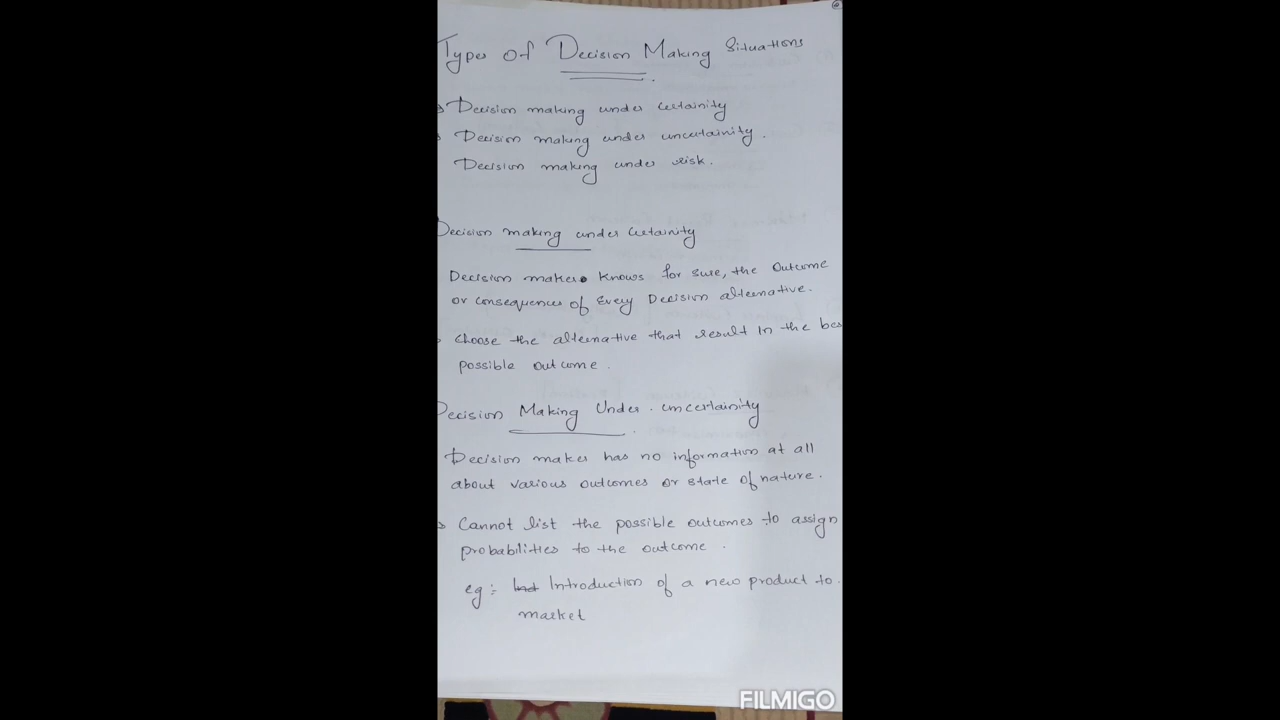 Types of Decision Making Situations
Decision making under Certainity
Decision making under uncertainity.
Decision making under risk.
Decision making under Certainity
Decision maker knows for sure, the Outcome
or consequences of Every Decision alternative.
Choose the alternative that result in the bes
possible outcome.
Decision Making Under uncertainity
Decision maker has no information at all
about various outcomes or state of nature.
Cannot list the possible outcomes to assign
probabilities to the outcome.
eg:- Introduction of a new product to
market
FILMIGO